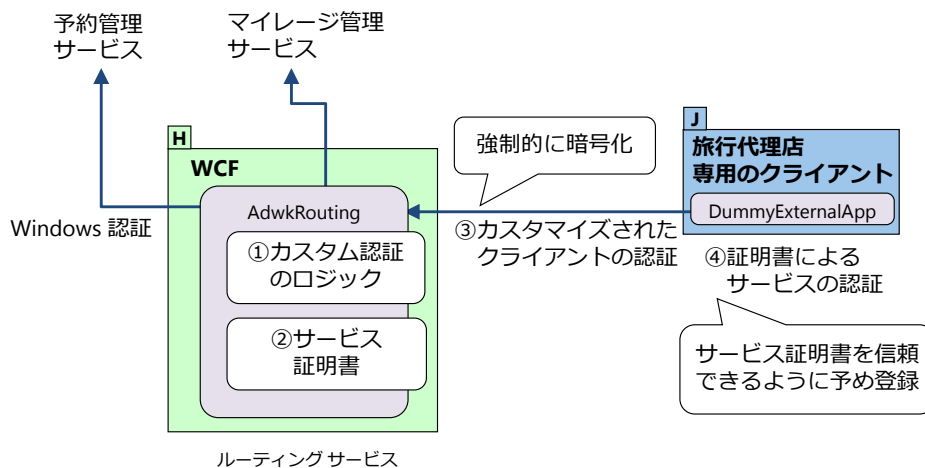 予約管理
サービス
マイレージ管理
サービス
H
WCF
J
旅行代理店
専用のクライアント
DummyExternalApp
強制的に暗号化
Windows 認証
AdwkRouting
①カスタム認証
のロジック
②サービス
証明書
③カスタマイズされた
クライアントの認証
④証明書による
サービスの認証
サービス証明書を信頼
できるように予め登録
ルーティング サービス